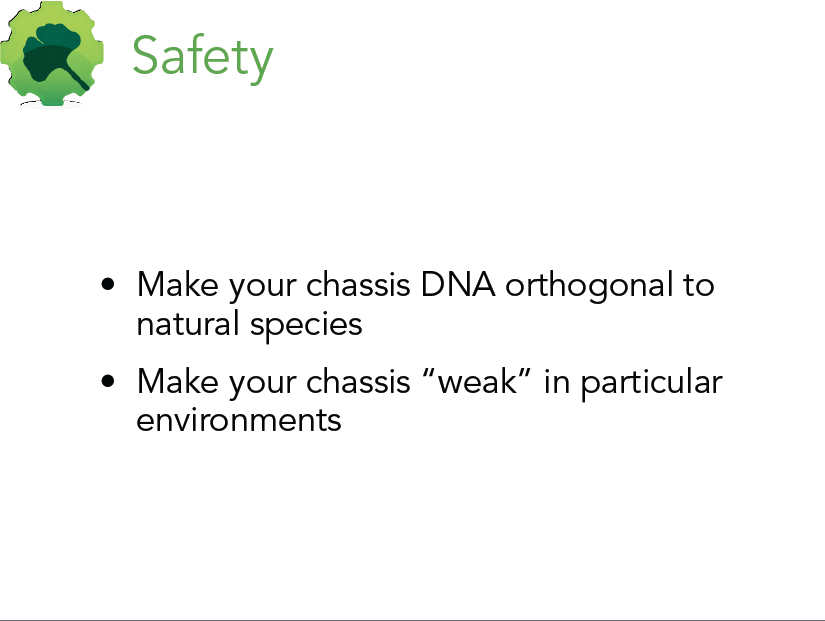 Safety
• Make your chassis DNA orthogonal to
natural species
• Make your chassis “weak” in particular
environments